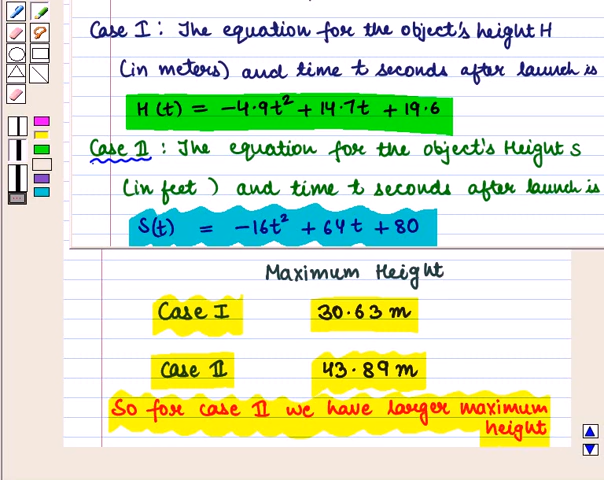 Case I : The equation for the object's height H
(in meters) and time t seconds after launch is
H(t) = -4.9t² + 14.7t + 19.6
Case II : The equation for the object's Height s
(in feet ) and time t seconds after launch is
S(t) = -16t² + 64t + 80
Maximum Height
Case I 30.63 m
Case II 43.89 m
So for case II we have larger maximum
height